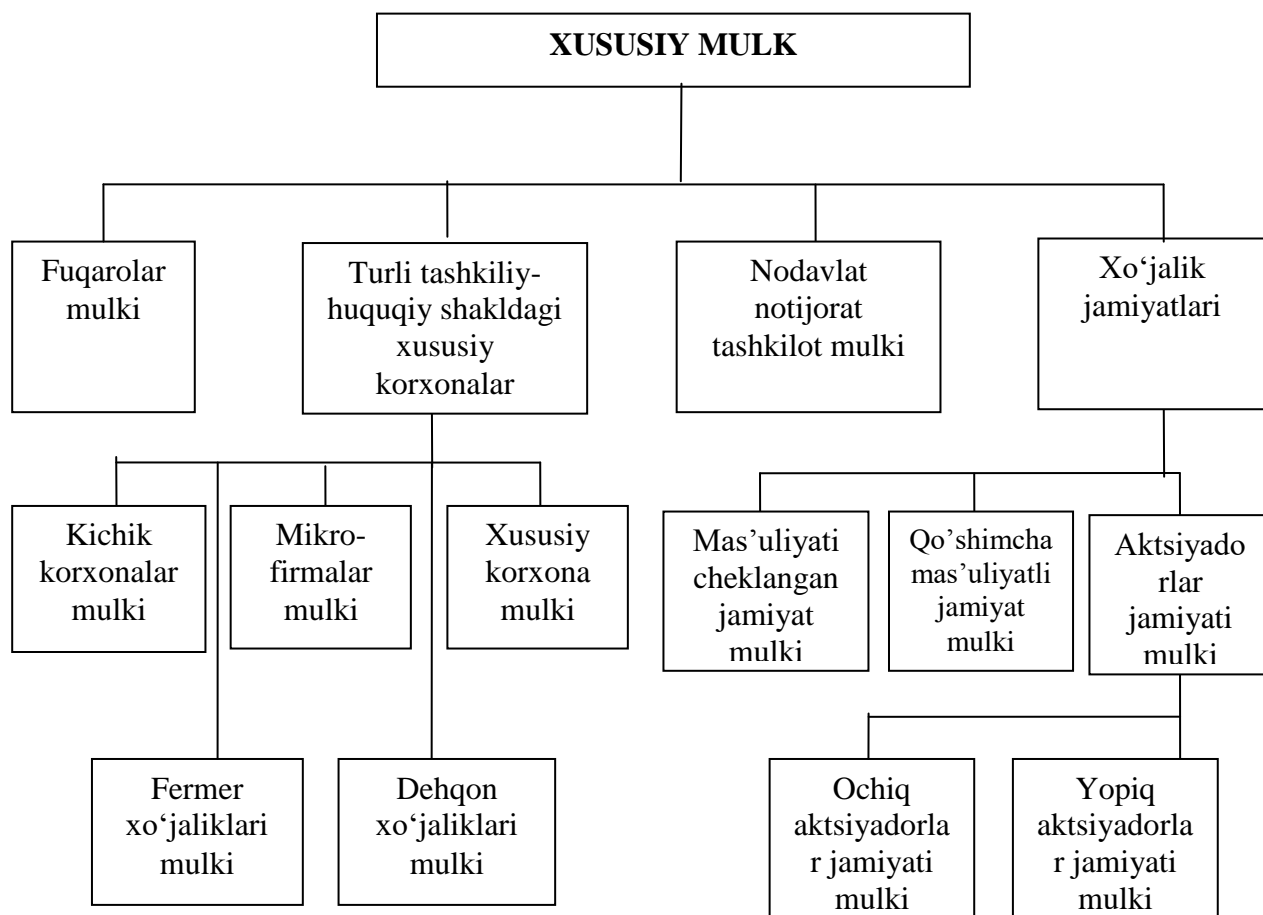 XUSUSIY MULK
Fuqarolar
mulki
Turli tashkiliy-
huquqiy shakldagi
xususiy
korxonalar
Nodavlat
notijorat
tashkilot mulki
Xo‘jalik
jamiyatlari
Kichik
korxonalar
mulki
Mikro-
firmalar
mulki
Xususiy
korxona
mulki
Mas’uliyati
cheklangan
jamiyat
mulki
Qo’shimcha
mas’uliyatli
jamiyat
mulki
Aktsiyado
rlar
jamiyati
mulki
Fermer
xo‘jaliklari
mulki
Dehqon
xo‘jaliklari
mulki
Ochiq
aktsiyadorla
r jamiyati
mulki
Yopiq
aktsiyadorla
r jamiyati
mulki